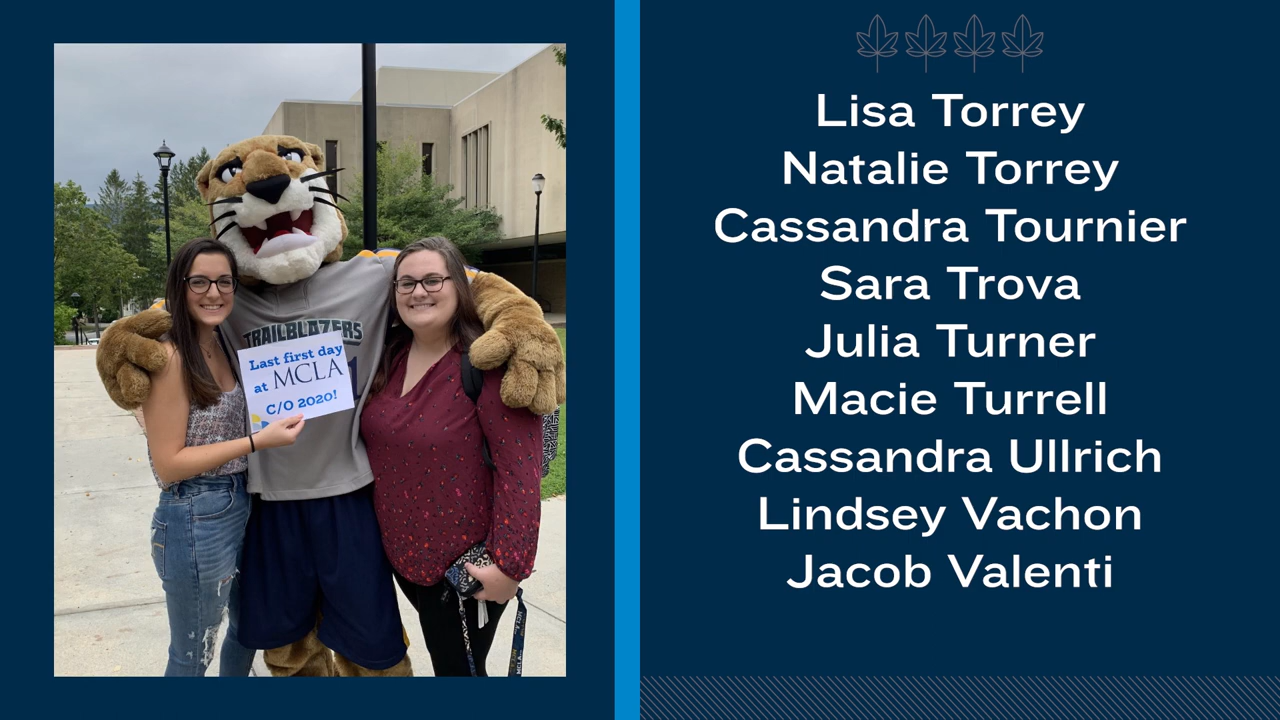 TRAILBLAZERS
Last first day
at MCLA
C/O 2020!
MCLA
Lisa Torrey
Natalie Torrey
Cassandra Tournier
Sara Trova
Julia Turner
Macie Turrell
Cassandra Ullrich
Lindsey Vachon
Jacob Valenti